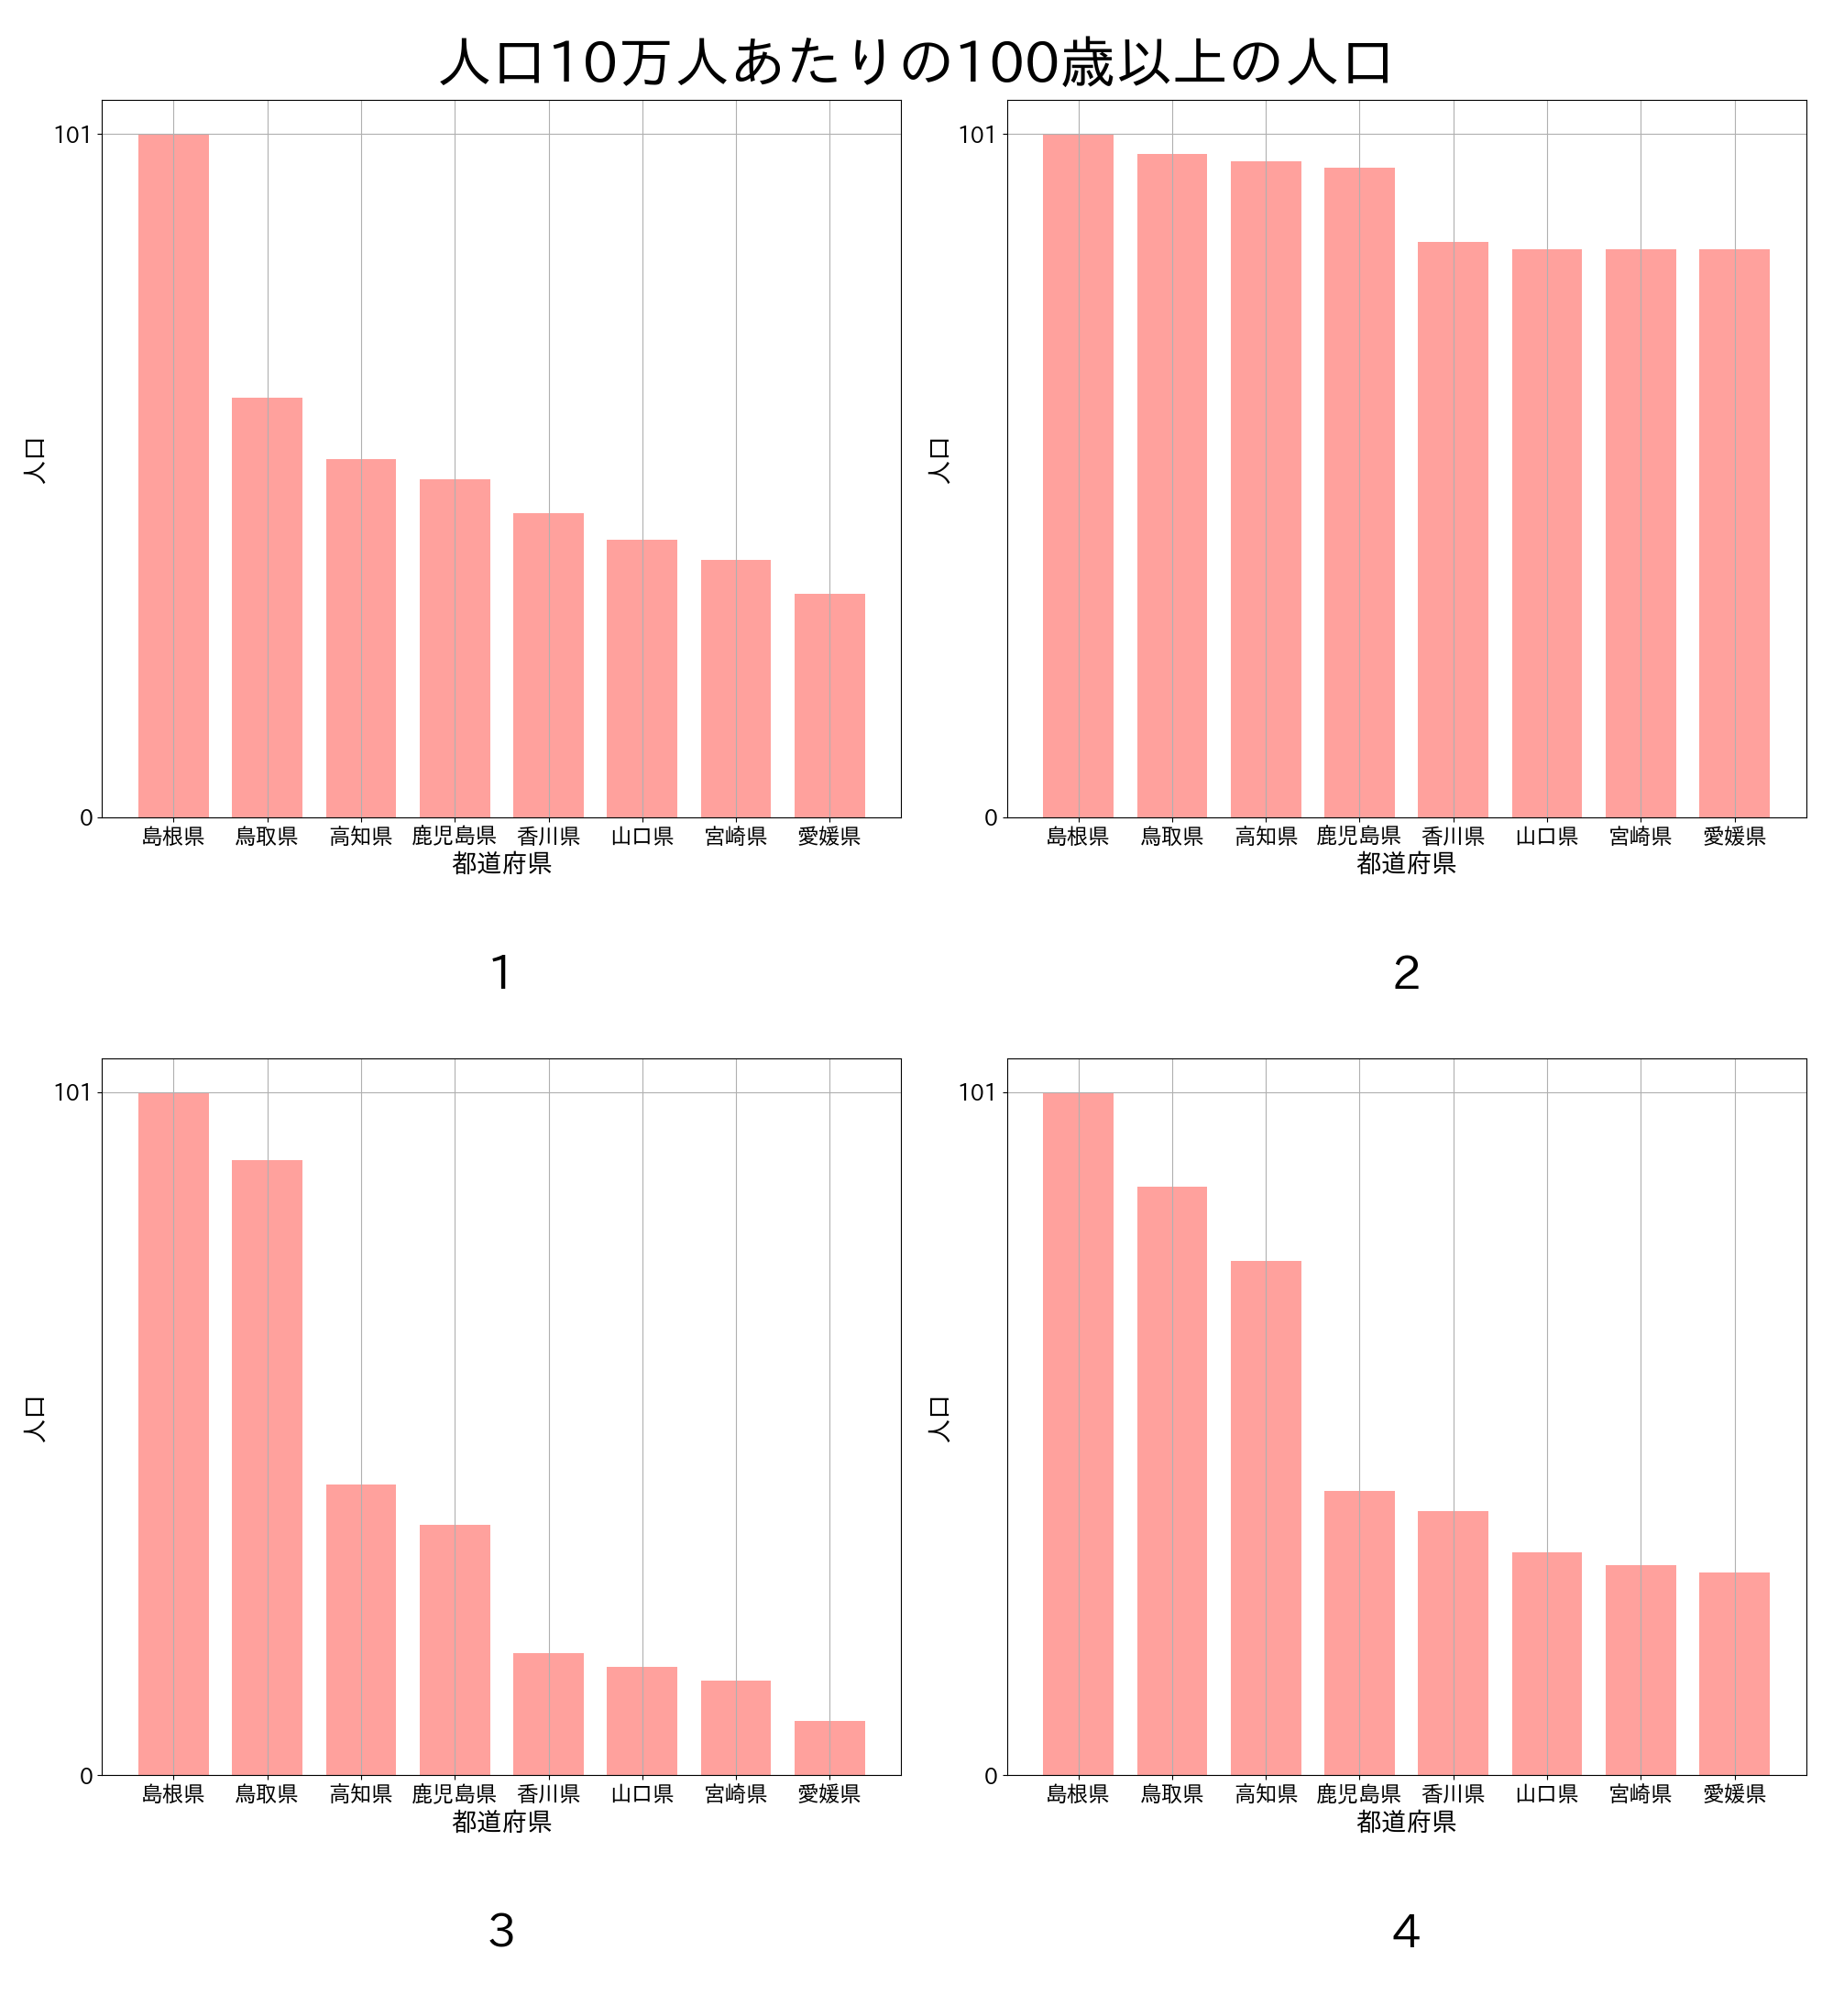 人口10万人あたりの100歳以上の人口
101
人口
0
島根県 鳥取県 高知県 鹿児島県 香川県 山口県 宮崎県 愛媛県
都道府県
1
101
人口
0
島根県 鳥取県 高知県 鹿児島県 香川県 山口県 宮崎県 愛媛県
都道府県
2
101
人口
0
島根県 鳥取県 高知県 鹿児島県 香川県 山口県 宮崎県 愛媛県
都道府県
3
101
人口
0
島根県 鳥取県 高知県 鹿児島県 香川県 山口県 宮崎県 愛媛県
都道府県
4